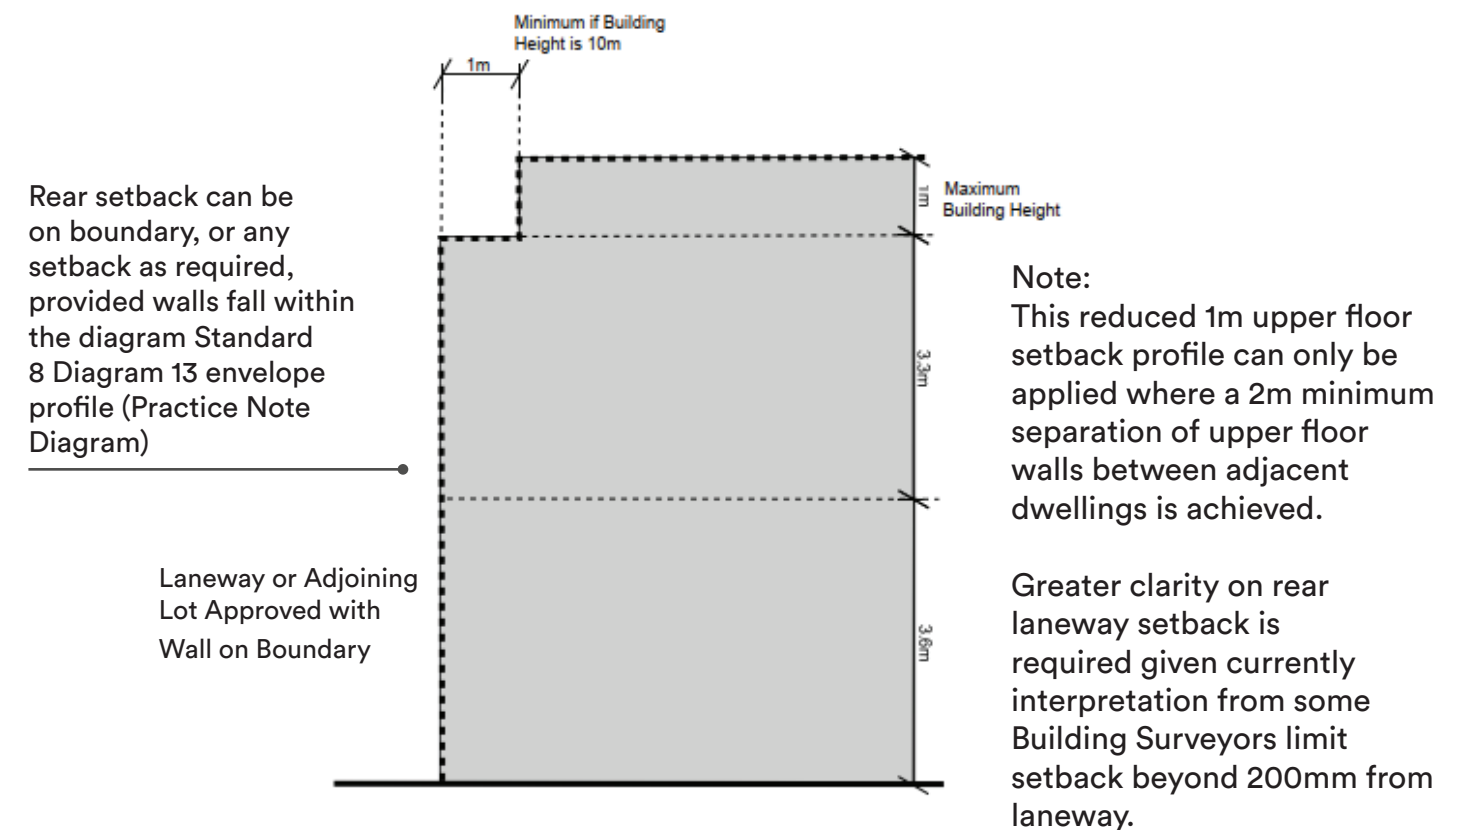 Minimum if Building
Height is 10m
1m
Rear setback can be
on boundary, or any
setback as required,
provided walls fall within
the diagram Standard
8 Diagram 13 envelope
profile (Practice Note
Diagram)
Laneway or Adjoining
Lot Approved with
Wall on Boundary
1m
Maximum
Building Height
3.3m
3.6m
Note:
This reduced 1m upper floor
setback profile can only be
applied where a 2m minimum
separation of upper floor
walls between adjacent
dwellings is achieved.
Greater clarity on rear
laneway setback is
required given currently
interpretation from some
Building Surveyors limit
setback beyond 200mm from
laneway.